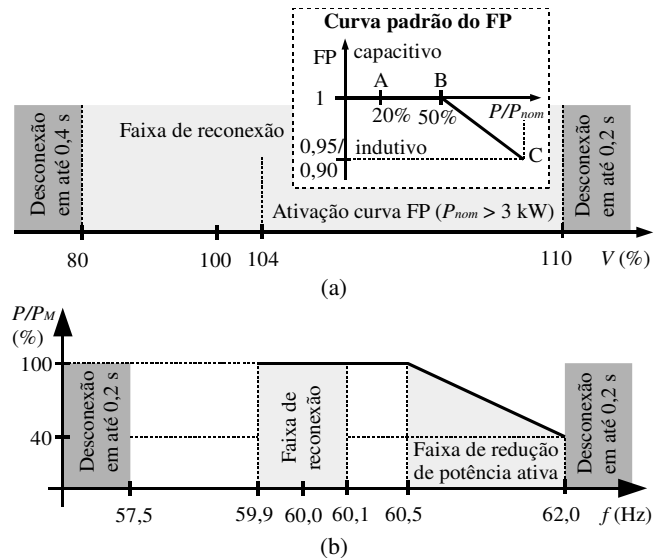 Curva padrão do FP
FP
capacitivo
A
B
1
20%
50%
P/Pnom
0,95/
0,90
indutivo
C
Desconexão
em até 0,4 s
Faixa de reconexão
Ativação curva FP (Pnom > 3 kW)
Desconexão
em até 0,2 s
80
100
104
110
V (%)
(a)
P/PM
(%)
100
40
Desconexão
em até 0,2 s
Faixa de
reconexão
Faixa de redução
de potência ativa
Desconexão
em até 0,2 s
57,5
59,9
60,0
60,1
60,5
62,0
f (Hz)
(b)